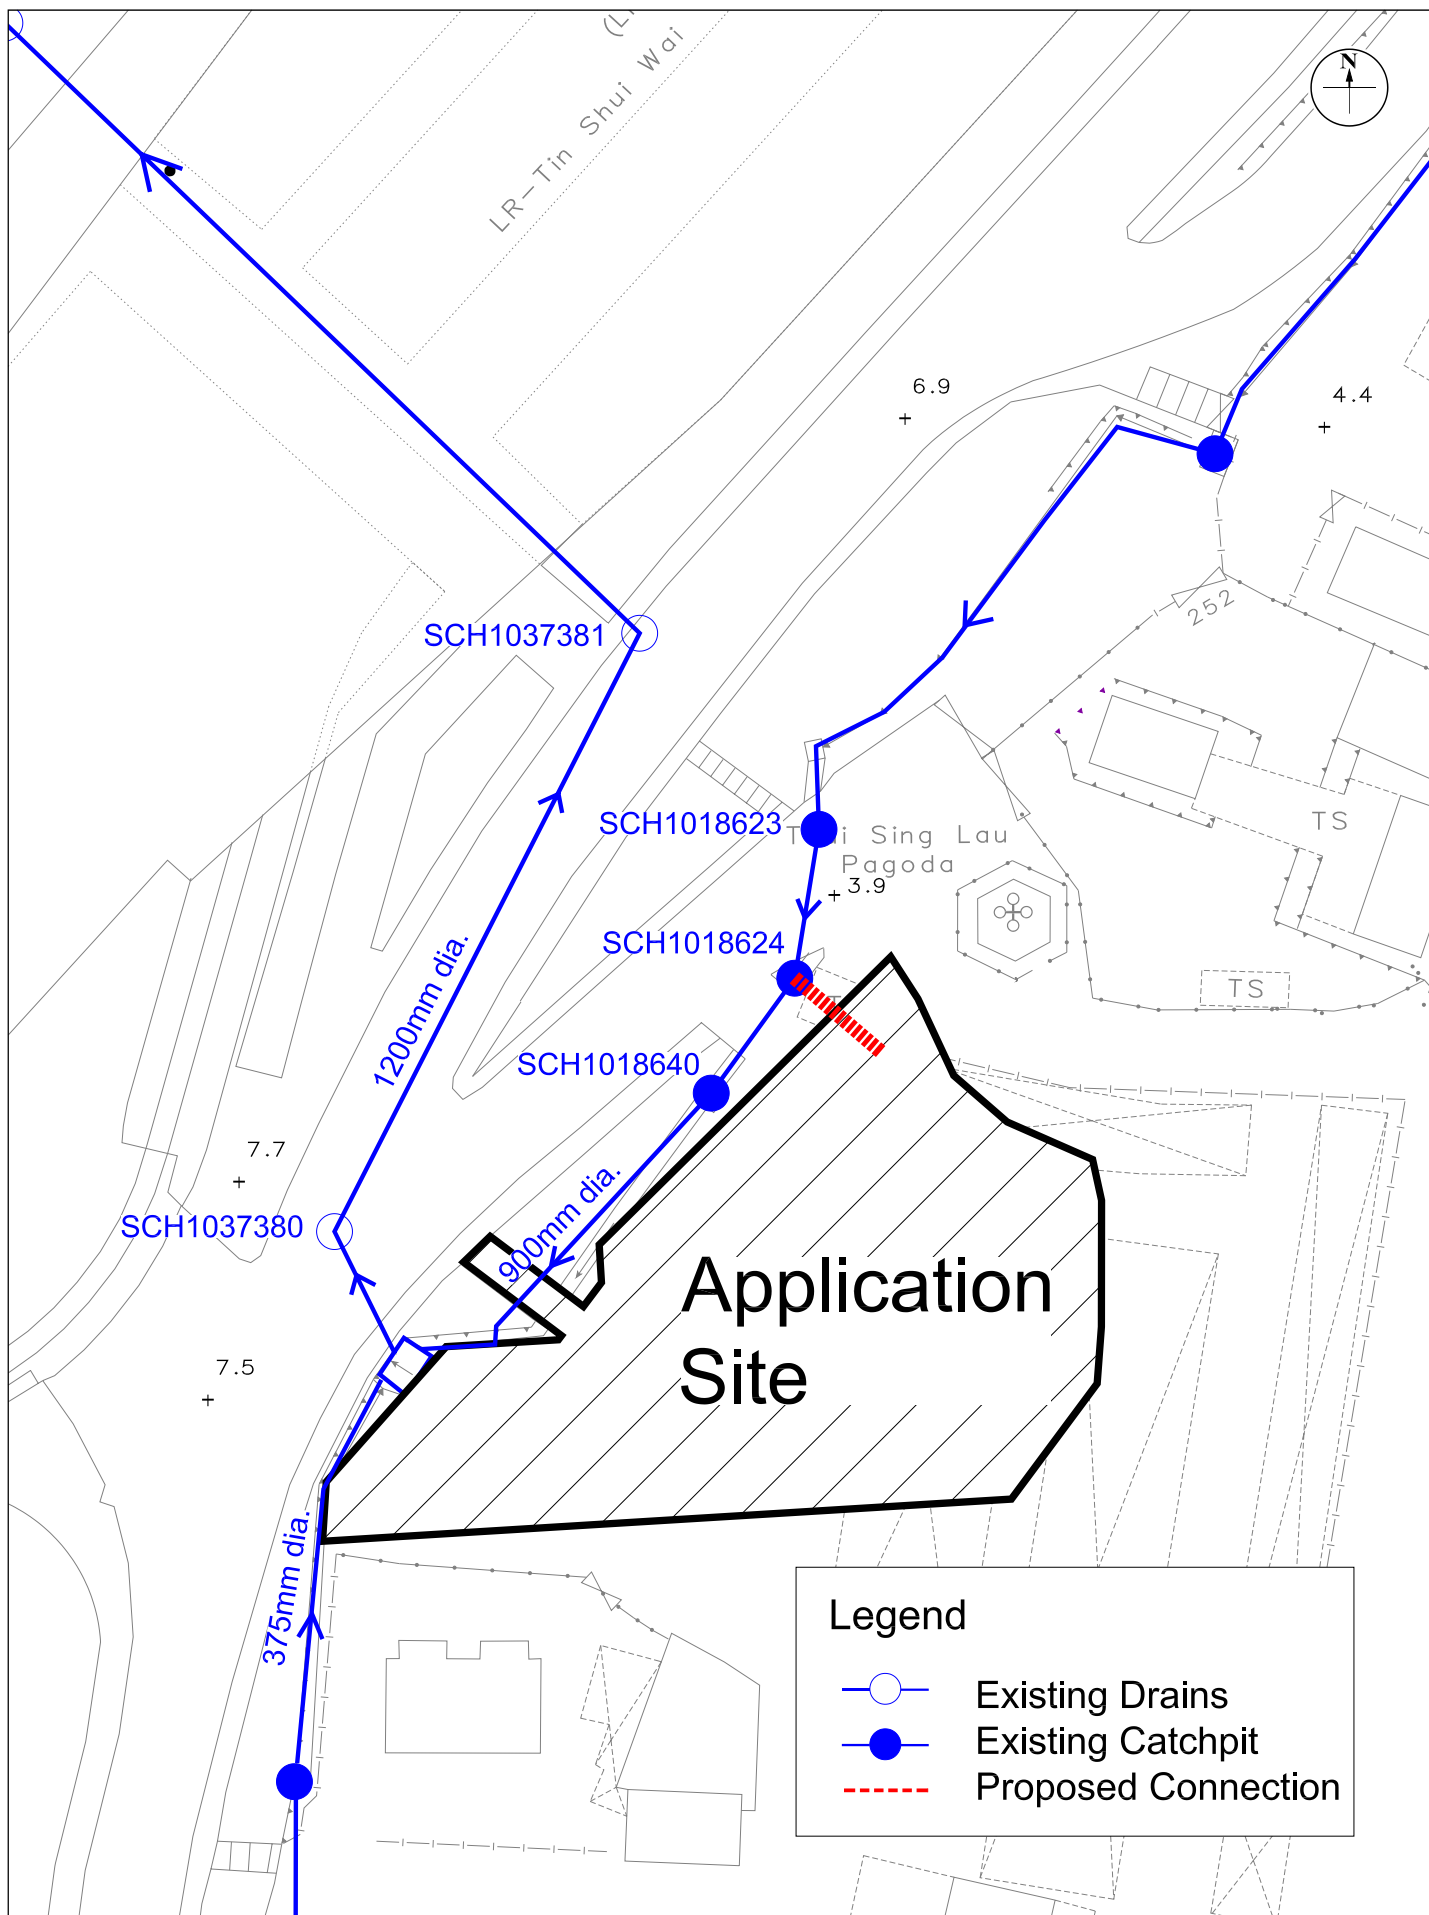 N
LR-Tin Shui Wai
6.9
4.4
252
SCH1037381
SCH1018623
Sing Lau
Pagoda
TS
3.9
SCH1018624
TS
1200mm dia.
SCH1018640
7.7
900mm dia.
SCH1037380
Application
Site
7.5
375mm dia.
Legend
Existing Drains
Existing Catchpit
Proposed Connection